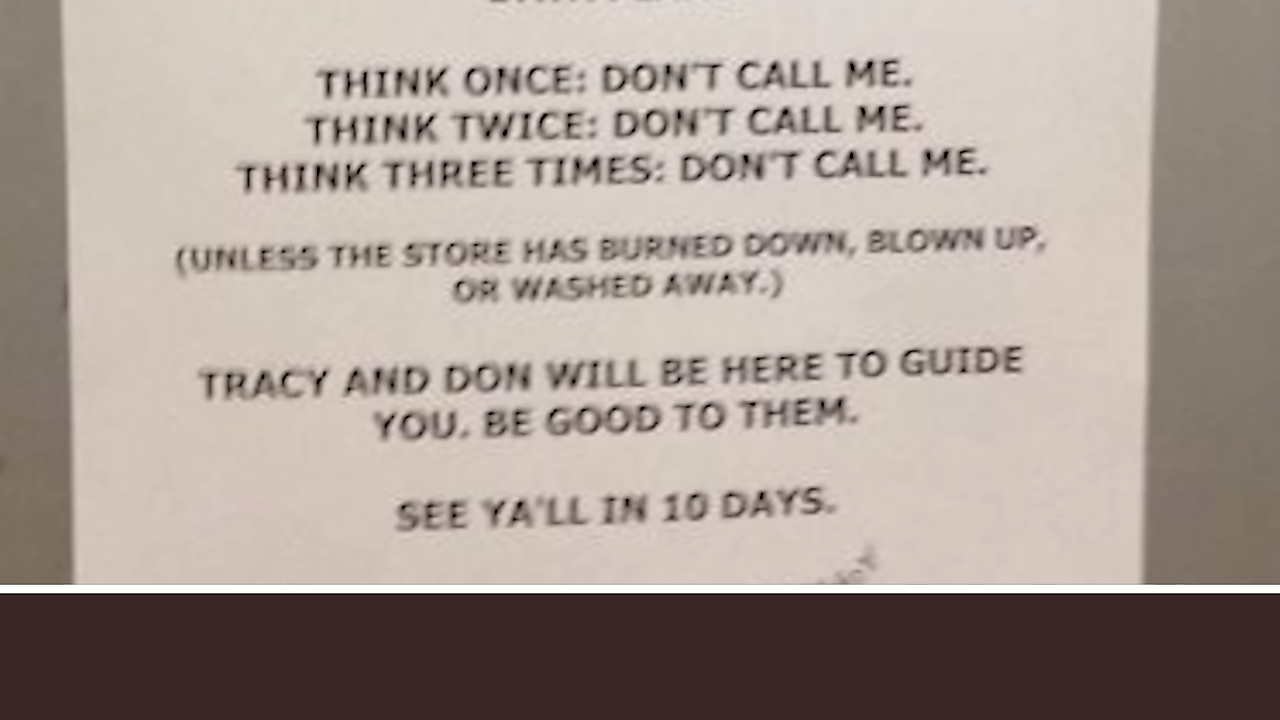 THINK ONCE: DON'T CALL ME.
THINK TWICE: DON'T CALL ME.
THINK THREE TIMES: DON'T CALL ME.
(UNLESS THE STORE HAS BURNED DOWN, BLOWN UP,
OR WASHED AWAY.)
TRACY AND DON WILL BE HERE TO GUIDE
YOU. BE GOOD TO THEM.
SEE YA'LL IN 10 DAYS.